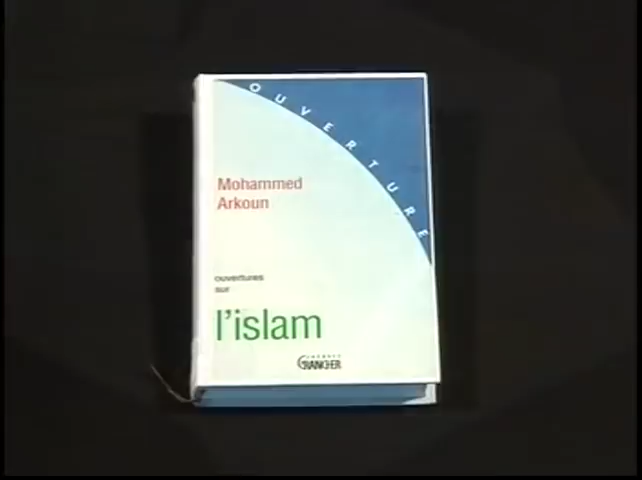 OUVERTURE
Mohammed
Arkoun
ouvertures
sur
l'islam
GRANCHER